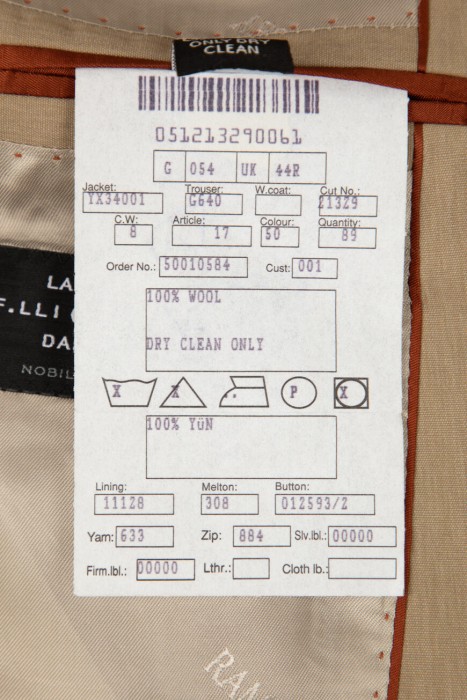 ONLY DRY
CLEAN
051213290061
G 054 UK 44R
Jacket: Trouser: W.coat: Cut No.:
YX34001 G640 21329
C.W: Article: Colour: Quantity:
8 17 50 89
Order No.: 50010584 Cust: 001
100% WOOL
DRY CLEAN ONLY
X X .. P X
100% YüN
Lining: Melton: Button:
11128 308 012593/2
Yarn: 633 Zip: 884 Slv.lbl.: 00000
Firm.lbl.: 00000 Lthr.: Cloth lb.:
LA
F.LLI
DA
NOBIL